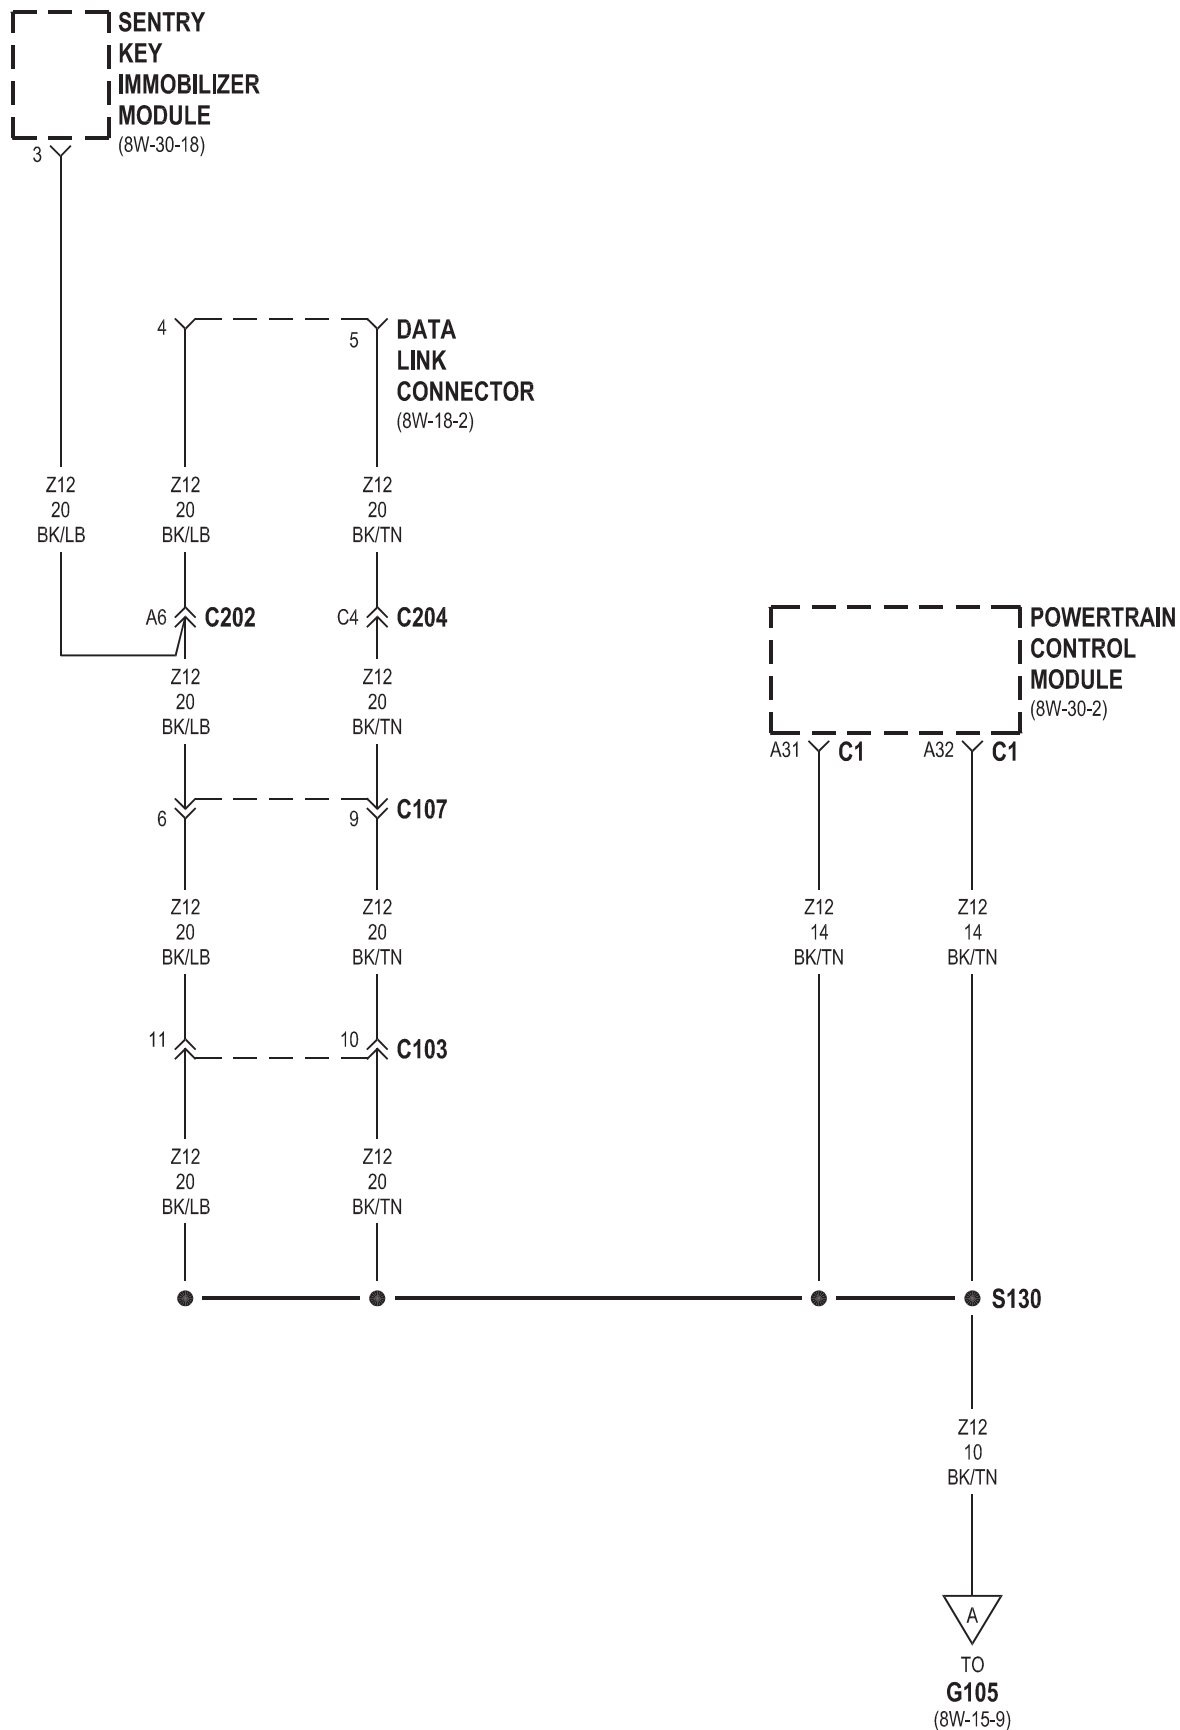 SENTRY
KEY
IMMOBILIZER
MODULE
(8W-30-18)
3
4
5
DATA
LINK
CONNECTOR
(8W-18-2)
Z12
20
BK/LB
Z12
20
BK/LB
Z12
20
BK/TN
A6
C202
C4
C204
Z12
20
BK/LB
Z12
20
BK/TN
POWERTRAIN
CONTROL
MODULE
(8W-30-2)
A31
C1
A32
C1
6
9
C107
Z12
20
BK/LB
Z12
20
BK/TN
Z12
14
BK/TN
Z12
14
BK/TN
11
10
C103
Z12
20
BK/LB
Z12
20
BK/TN
S130
Z12
10
BK/TN
A
TO
G105
(8W-15-9)